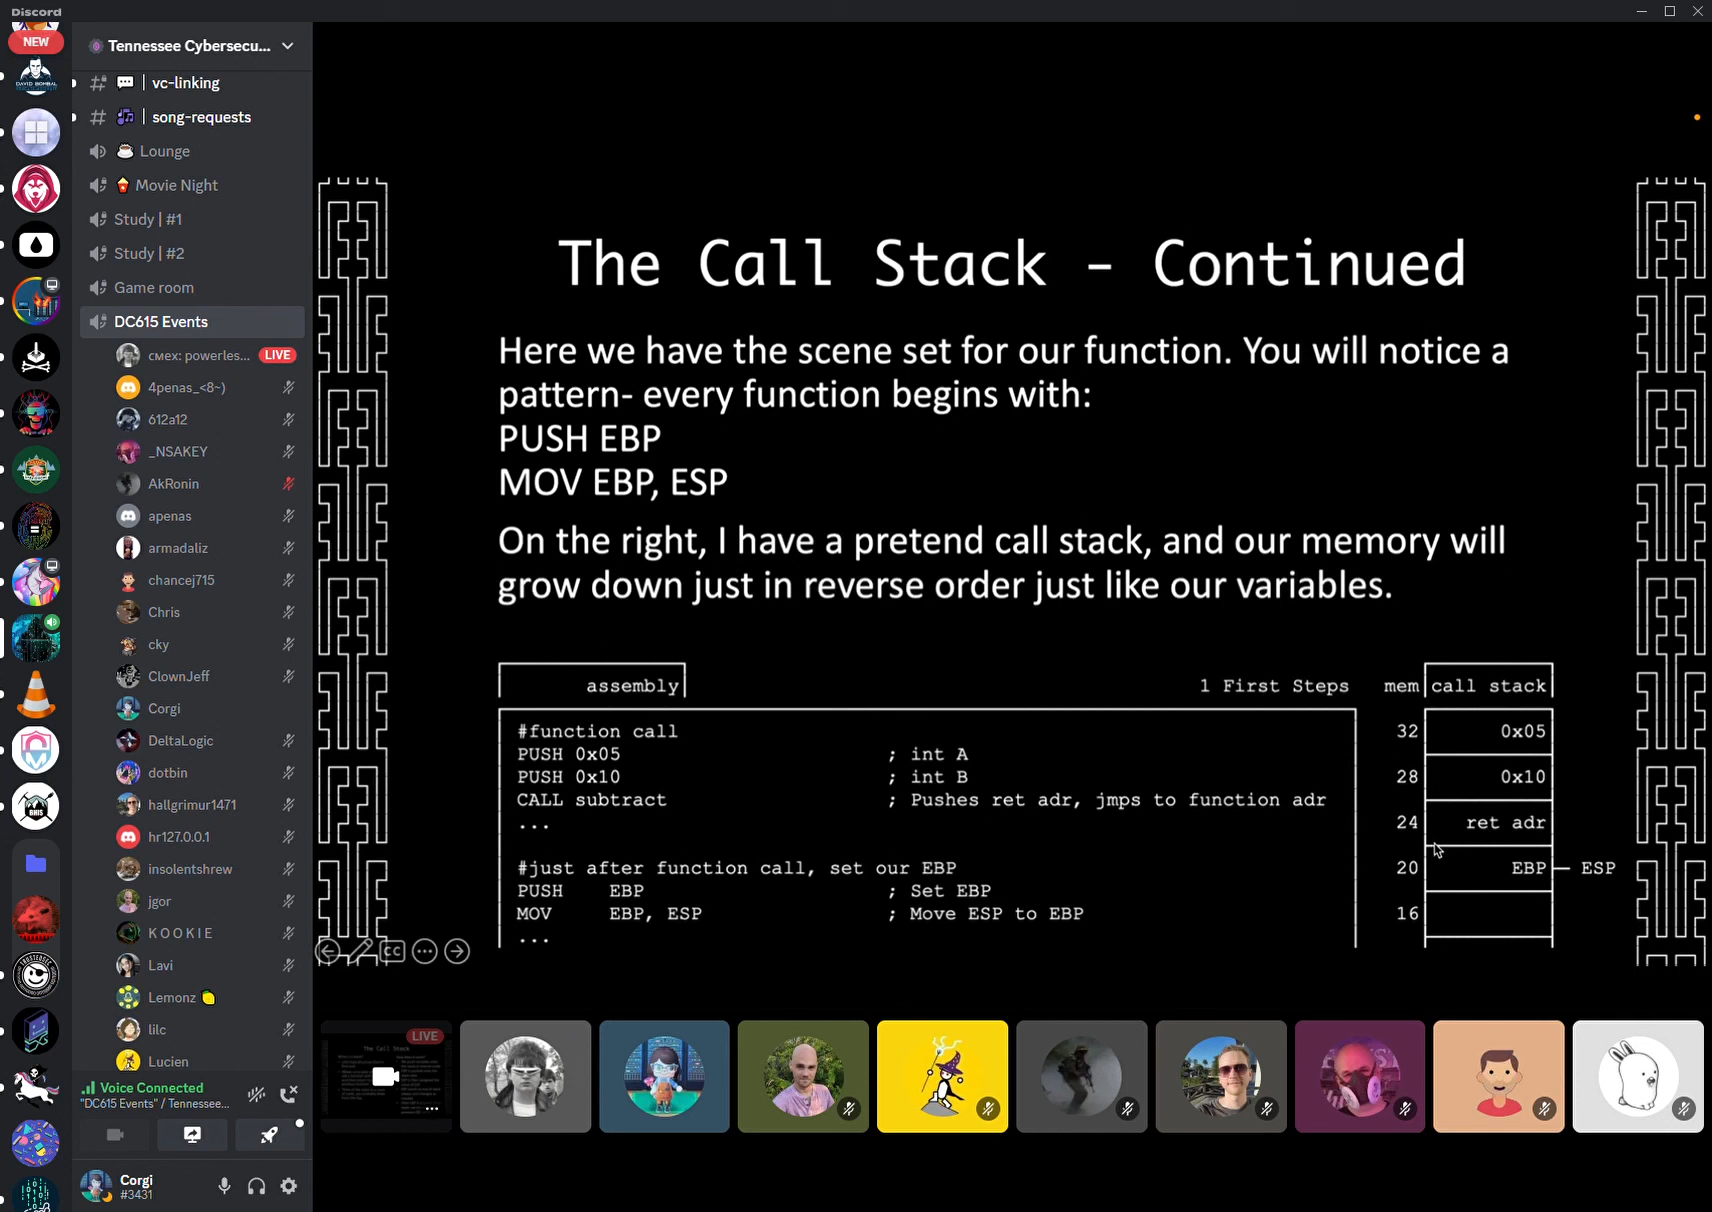 Discord
NEW
DAVID BOMBAL
Tennessee Cybersecu...
vc-linking
song-requests
Lounge
Movie Night
Study | #1
Study | #2
Game room
DC615 Events
смех: powerles... LIVE
4penas_<8~)
612a12
_NSAKEY
AkRonin
apenas
armadaliz
chancej715
Chris
cky
ClownJeff
Corgi
DeltaLogic
dotbin
hallgrimur1471
hr127.0.0.1
insolentshrew
jgor
K O O K I E
Lavi
Lemonz
lilc
Lucien
BHIS
Voice Connected
"DC615 Events" / Tennessee...
Corgi
#3431
The Call Stack – Continued
Here we have the scene set for our function. You will notice a
pattern- every function begins with:
PUSH EBP
MOV EBP, ESP
On the right, I have a pretend call stack, and our memory will
grow down just in reverse order just like our variables.
assembly 1 First Steps mem call stack
#function call
PUSH 0x05 ; int A
PUSH 0x10 ; int B
CALL subtract ; Pushes ret adr, jmps to function adr
...
#just after function call, set our EBP
PUSH EBP ; Set EBP
MOV EBP, ESP ; Move ESP to EBP
...
32 0x05
28 0x10
24 ret adr
20 EBP ESP
16
CC
LIVE
The Call Stack